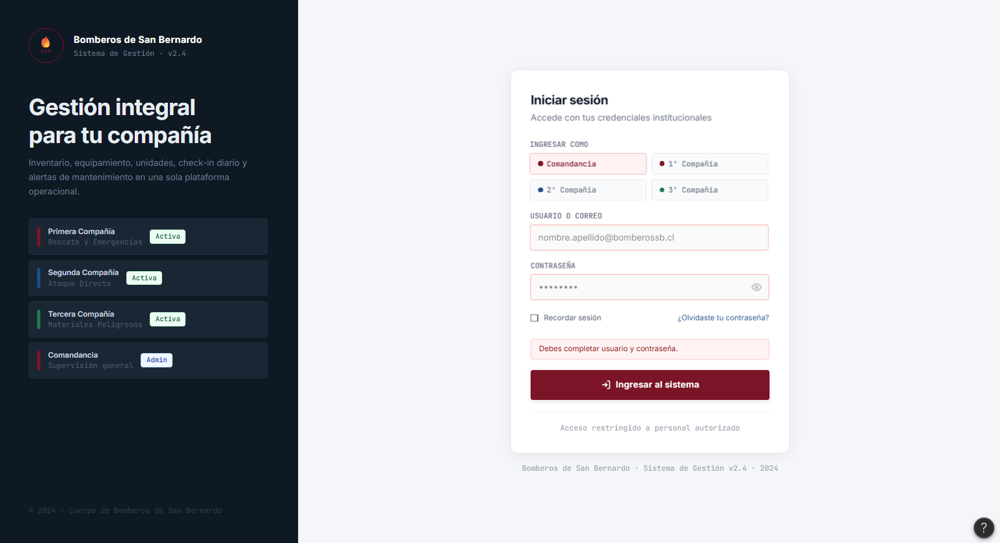 BSB
Bomberos de San Bernardo
Sistema de Gestión · v2.4
Gestión integral
para tu compañía
Inventario, equipamiento, unidades, check-in diario y
alertas de mantenimiento en una sola plataforma
operacional.
Primera Compañía
Rescate y Emergencias
Activa
Segunda Compañía
Ataque Directo
Activa
Tercera Compañía
Materiales Peligrosos
Activa
Comandancia
Supervisión general
Admin
© 2024 · Cuerpo de Bomberos de San Bernardo
Iniciar sesión
Accede con tus credenciales institucionales
INGRESAR COMO
Comandancia
1ª Compañía
2ª Compañía
3ª Compañía
USUARIO O CORREO
nombre.apellido@bomberossb.cl
CONTRASEÑA
••••••••
Recordar sesión
¿Olvidaste tu contraseña?
Debes completar usuario y contraseña.
Ingresar al sistema
Acceso restringido a personal autorizado
Bomberos de San Bernardo · Sistema de Gestión v2.4 · 2024
?